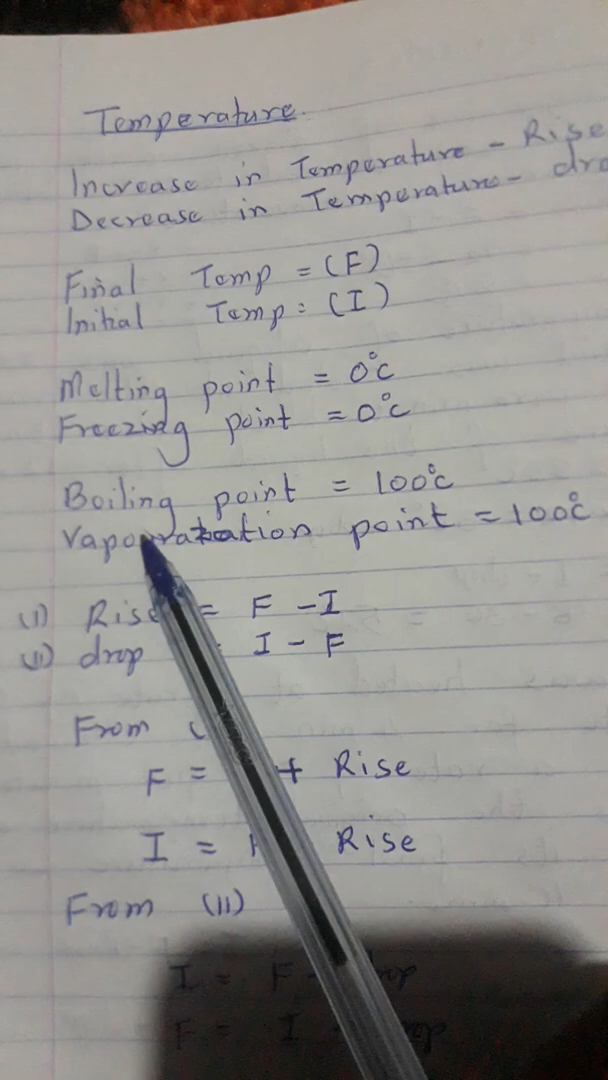 Temperature
Increase in Temperature - Rise
Decrease in Temperature -
Final Temp = (F)
Initial Temp = (I)
Melting point = 0°c
Freezing point = 0°c
Boiling point = 100°c
point = 100°c
(i) Rise = F - I
(ii) drop I - F
From (
F = + Rise
I = Rise
From (ii)
I = F
F = I